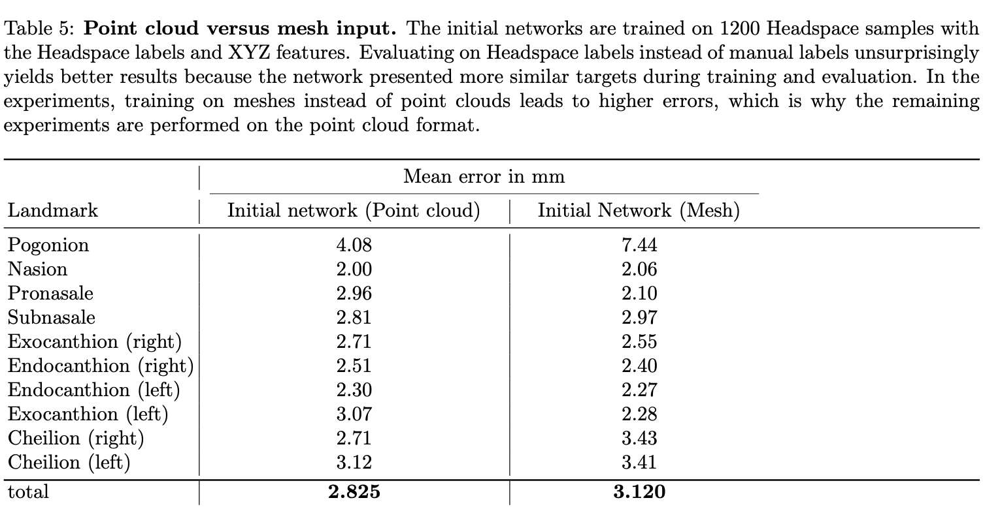 Table 5: Point cloud versus mesh input. The initial networks are trained on 1200 Headspace samples with
the Headspace labels and XYZ features. Evaluating on Headspace labels instead of manual labels unsurprisingly
yields better results because the network presented more similar targets during training and evaluation. In the
experiments, training on meshes instead of point clouds leads to higher errors, which is why the remaining
experiments are performed on the point cloud format.
Mean error in mm
Landmark Initial network (Point cloud) Initial Network (Mesh)
Pogonion 4.08 7.44
Nasion 2.00 2.06
Pronasale 2.96 2.10
Subnasale 2.81 2.97
Exocanthion (right) 2.71 2.55
Endocanthion (right) 2.51 2.40
Endocanthion (left) 2.30 2.27
Exocanthion (left) 3.07 2.28
Cheilion (right) 2.71 3.43
Cheilion (left) 3.12 3.41
total 2.825 3.120